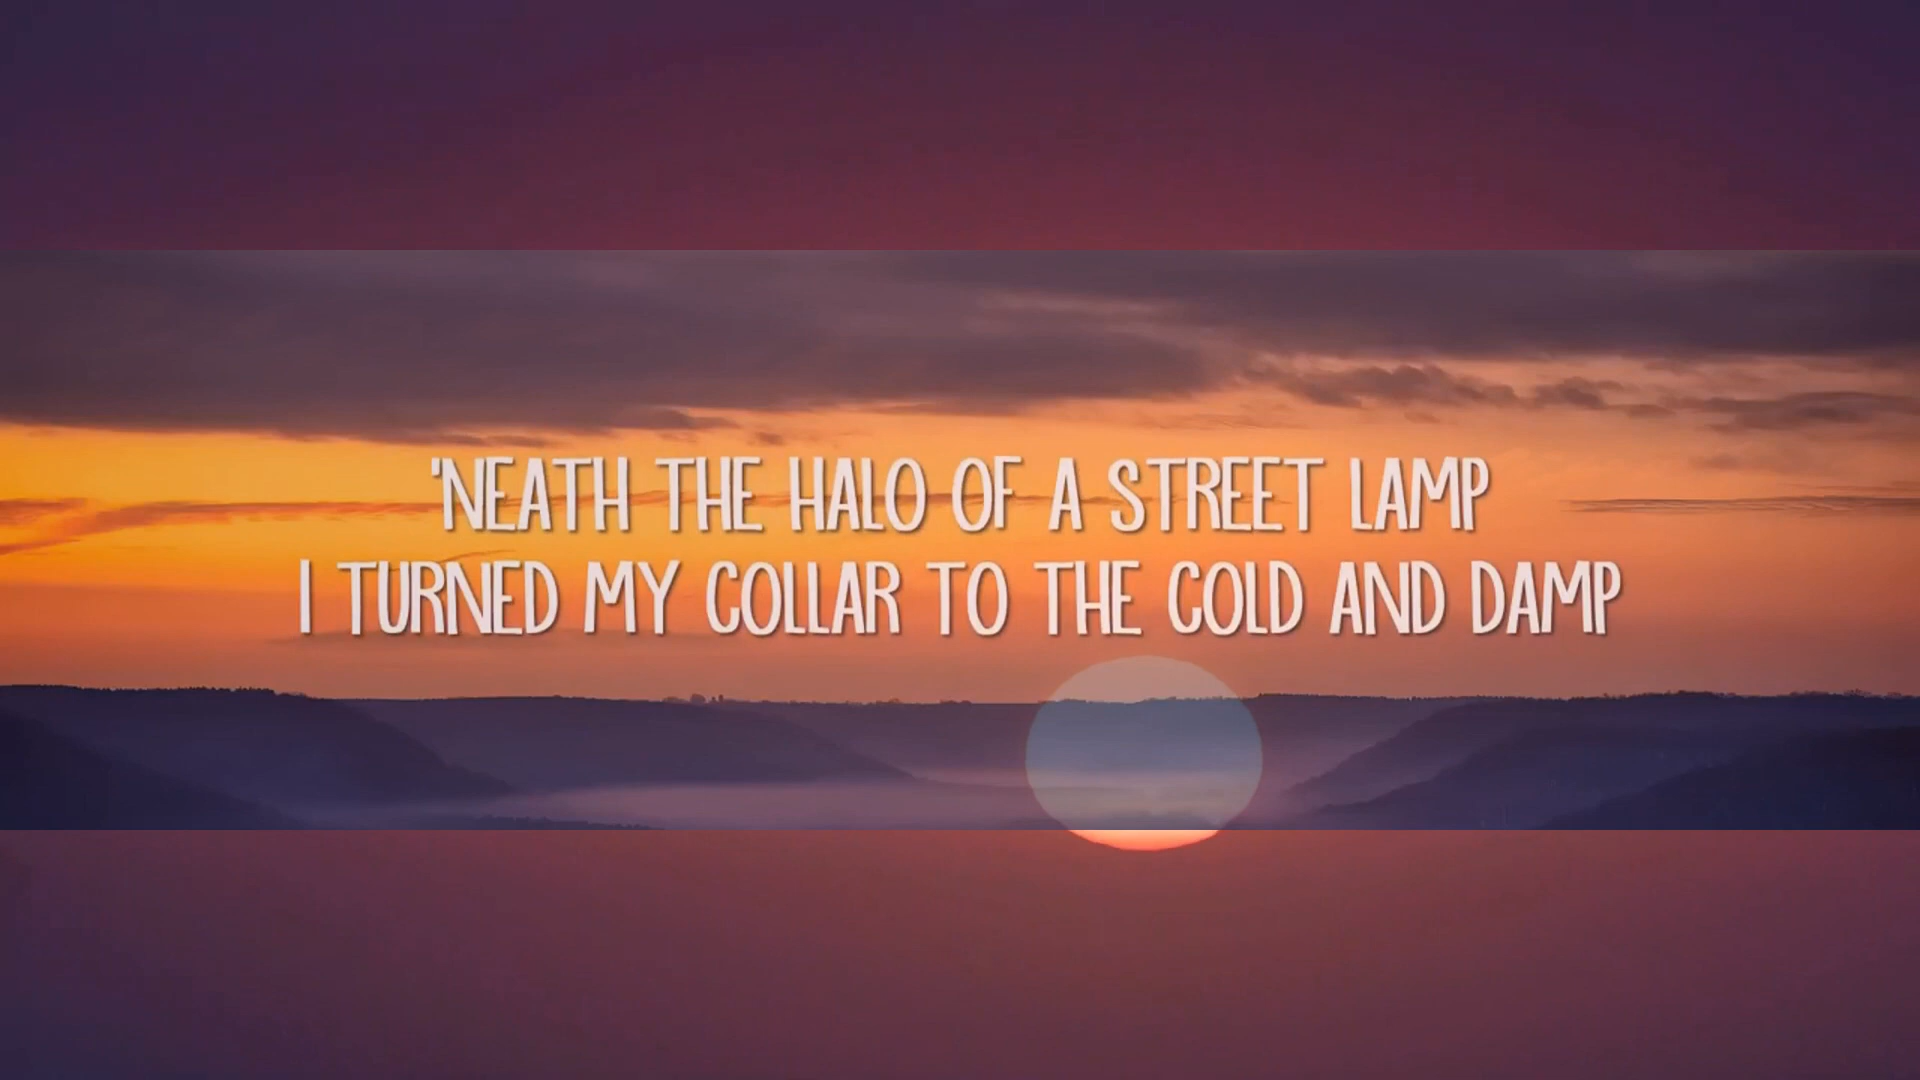 'NEATH THE HALO OF A STREET LAMP
I TURNED MY COLLAR TO THE COLD AND DAMP